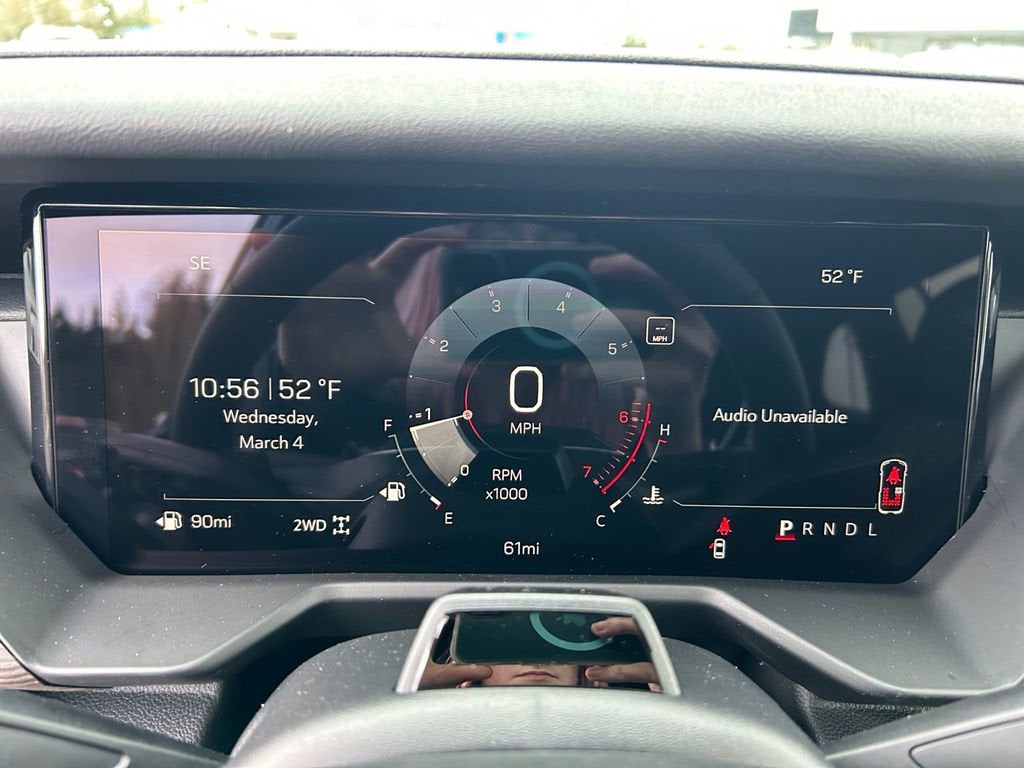 SE
52 °F
10:56 | 52 °F
Wednesday,
March 4
3
4
2
5
1
6
0
7
0
MPH
RPM
x1000
-- MPH
F
E
H
C
Audio Unavailable
90mi
2WD
61mi
P R N D L